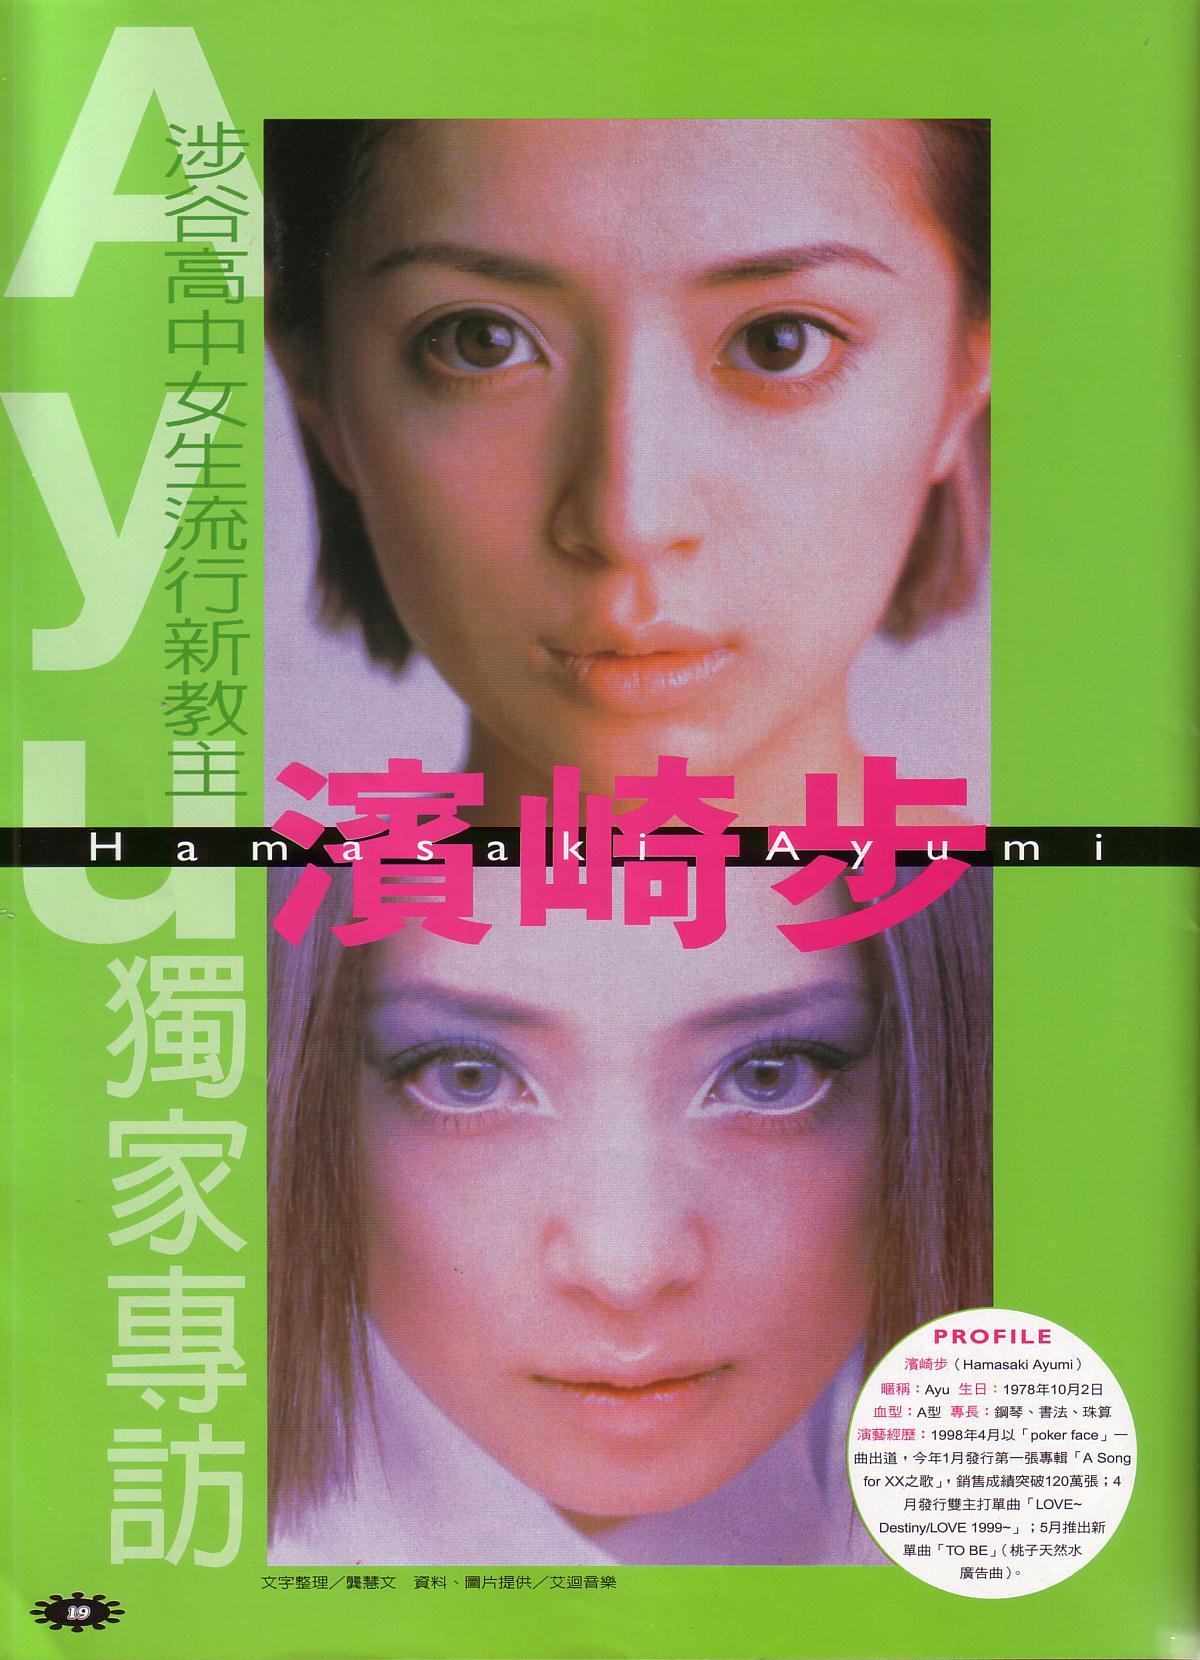 Ayu
涉谷高中女生流行新教主
濱崎步
Hamasaki Ayumi
獨家專訪
PROFILE
濱崎步（Hamasaki Ayumi）
暱稱：Ayu 生日：1978年10月2日
血型：A型 專長：鋼琴、書法、珠算
演藝經歷：1998年4月以「poker face」一
曲出道，今年1月發行第一張專輯「A Song
for XX之歌」，銷售成績突破120萬張；4
月發行雙主打單曲「LOVE~
Destiny/LOVE 1999~」；5月推出新
單曲「TO BE」（桃子天然水
廣告曲）。
文字整理／龔慧文　資料、圖片提供／艾迴音樂
19